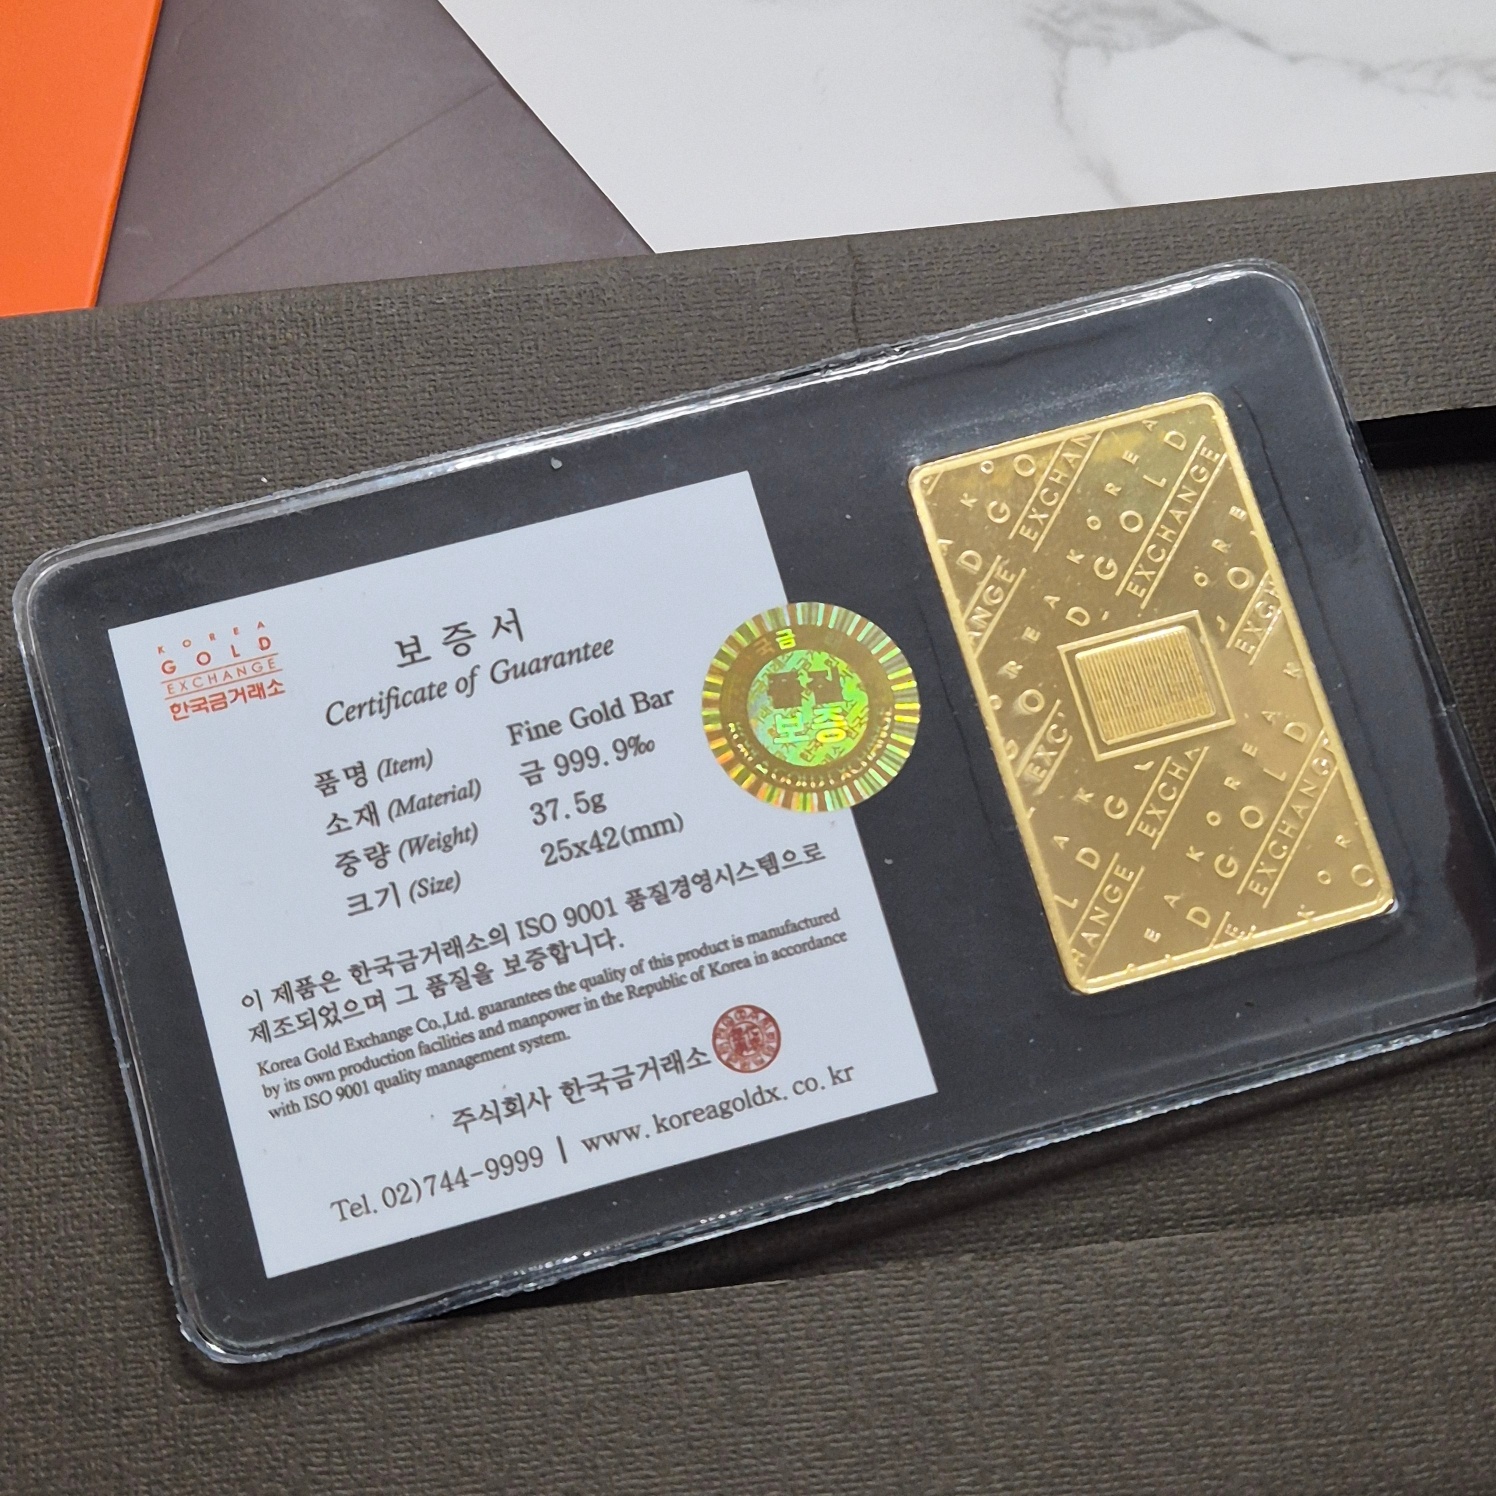 KOREA
GOLD
EXCHANGE
한국금거래소
보증서
Certificate of Guarantee
품명 (Item) Fine Gold Bar
소재 (Material) 금 999.9‰
중량 (Weight) 37.5g
크기 (Size) 25x42(mm)
이 제품은 한국금거래소의 ISO 9001 품질경영시스템으로
제조되었으며 그 품질을 보증합니다.
Korea Gold Exchange Co.,Ltd. guarantees the quality of this product is manufactured
by its own production facilities and manpower in the Republic of Korea in accordance
with ISO 9001 quality management system.
주식회사 한국금거래소
Tel. 02)744-9999 | www.koreagoldx.co.kr
KOREA
GOLD
EXCHANGE
KOREA
GOLD
EXCHANGE